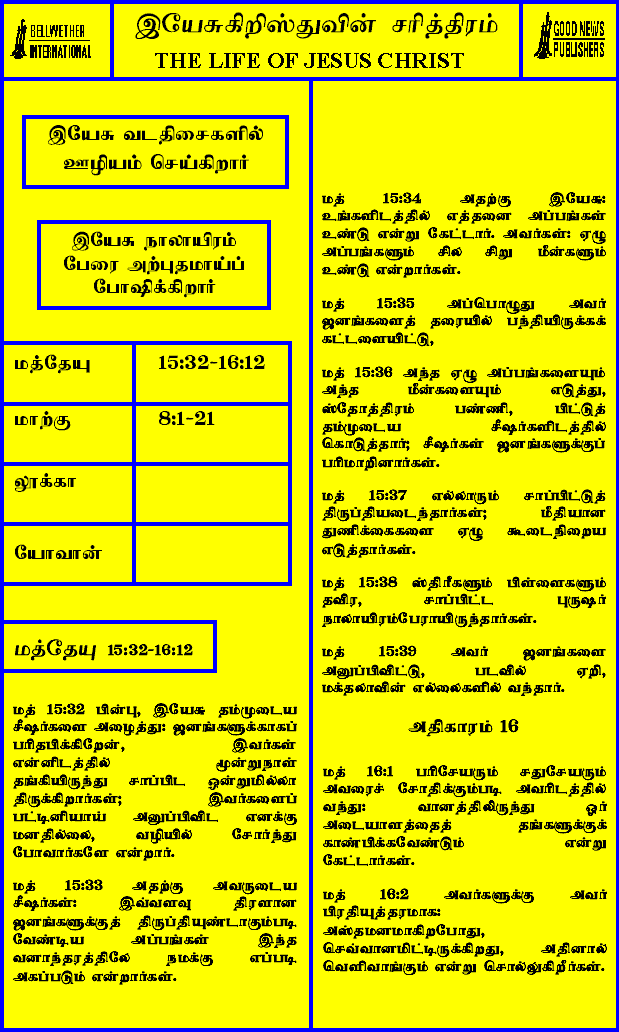 BELLWETHER
INTERNATIONAL
இயேசுகிறிஸ்துவின் சரித்திரம்
THE LIFE OF JESUS CHRIST
GOOD NEWS
PUBLISHERS
இயேசு வடதிசைகளில்
ஊழியம் செய்கிறார்
இயேசு நாலாயிரம்
பேரை அற்புதமாய்ப்
போஷிக்கிறார்
மத்தேயு 15:32-16:12
மாற்கு 8:1-21
லூக்கா
யோவான்
மத்தேயு 15:32-16:12
மத் 15:32 பின்பு, இயேசு தம்முடைய
சீஷர்களை அழைத்து: ஜனங்களுக்காகப்
பரிதபிக்கிறேன், இவர்கள்
என்னிடத்தில் மூன்றுநாள்
தங்கியிருந்து சாப்பிட ஒன்றுமில்லா
திருக்கிறார்கள்; இவர்களைப்
பட்டினியாய் அனுப்பிவிட எனக்கு
மனதில்லை, வழியில் சோர்ந்து
போவார்களே என்றார்.
மத் 15:33 அதற்கு அவருடைய
சீஷர்கள்: இவ்வளவு திரளான
ஜனங்களுக்குத் திருப்தியுண்டாகும்படி
வேண்டிய அப்பங்கள் இந்த
வனாந்தரத்திலே நமக்கு எப்படி
அகப்படும் என்றார்கள்.
மத் 15:34 அதற்கு இயேசு:
உங்களிடத்தில் எத்தனை அப்பங்கள்
உண்டு என்று கேட்டார். அவர்கள்: ஏழு
அப்பங்களும் சில சிறு மீன்களும்
உண்டு என்றார்கள்.
மத் 15:35 அப்பொழுது அவர்
ஜனங்களைத் தரையில் பந்தியிருக்கக்
கட்டளையிட்டு,
மத் 15:36 அந்த ஏழு அப்பங்களையும்
அந்த மீன்களையும் எடுத்து,
ஸ்தோத்திரம் பண்ணி, பிட்டுத்
தம்முடைய சீஷர்களிடத்தில்
கொடுத்தார்; சீஷர்கள் ஜனங்களுக்குப்
பரிமாறினார்கள்.
மத் 15:37 எல்லாரும் சாப்பிட்டுத்
திருப்தியடைந்தார்கள்; மீதியான
துணிக்கைகளை ஏழு கூடைநிறைய
எடுத்தார்கள்.
மத் 15:38 ஸ்திரீகளும் பிள்ளைகளும்
தவிர, சாப்பிட்ட புருஷர்
நாலாயிரம்பேராயிருந்தார்கள்.
மத் 15:39 அவர் ஜனங்களை
அனுப்பிவிட்டு, படவில் ஏறி,
மக்தலாவின் எல்லைகளில் வந்தார்.
அதிகாரம் 16
மத் 16:1 பரிசேயரும் சதுசேயரும்
அவரைச் சோதிக்கும்படி அவரிடத்தில்
வந்து: வானத்திலிருந்து ஓர்
அடையாளத்தைத் தங்களுக்குக்
காண்பிக்கவேண்டும் என்று
கேட்டார்கள்.
மத் 16:2 அவர்களுக்கு அவர்
பிரதியுத்தரமாக:
அஸ்தமனமாகிறபோது,
செவ்வானமிட்டிருக்கிறது, அதினால்
வெளிவாங்கும் என்று சொல்லுகிறீர்கள்.